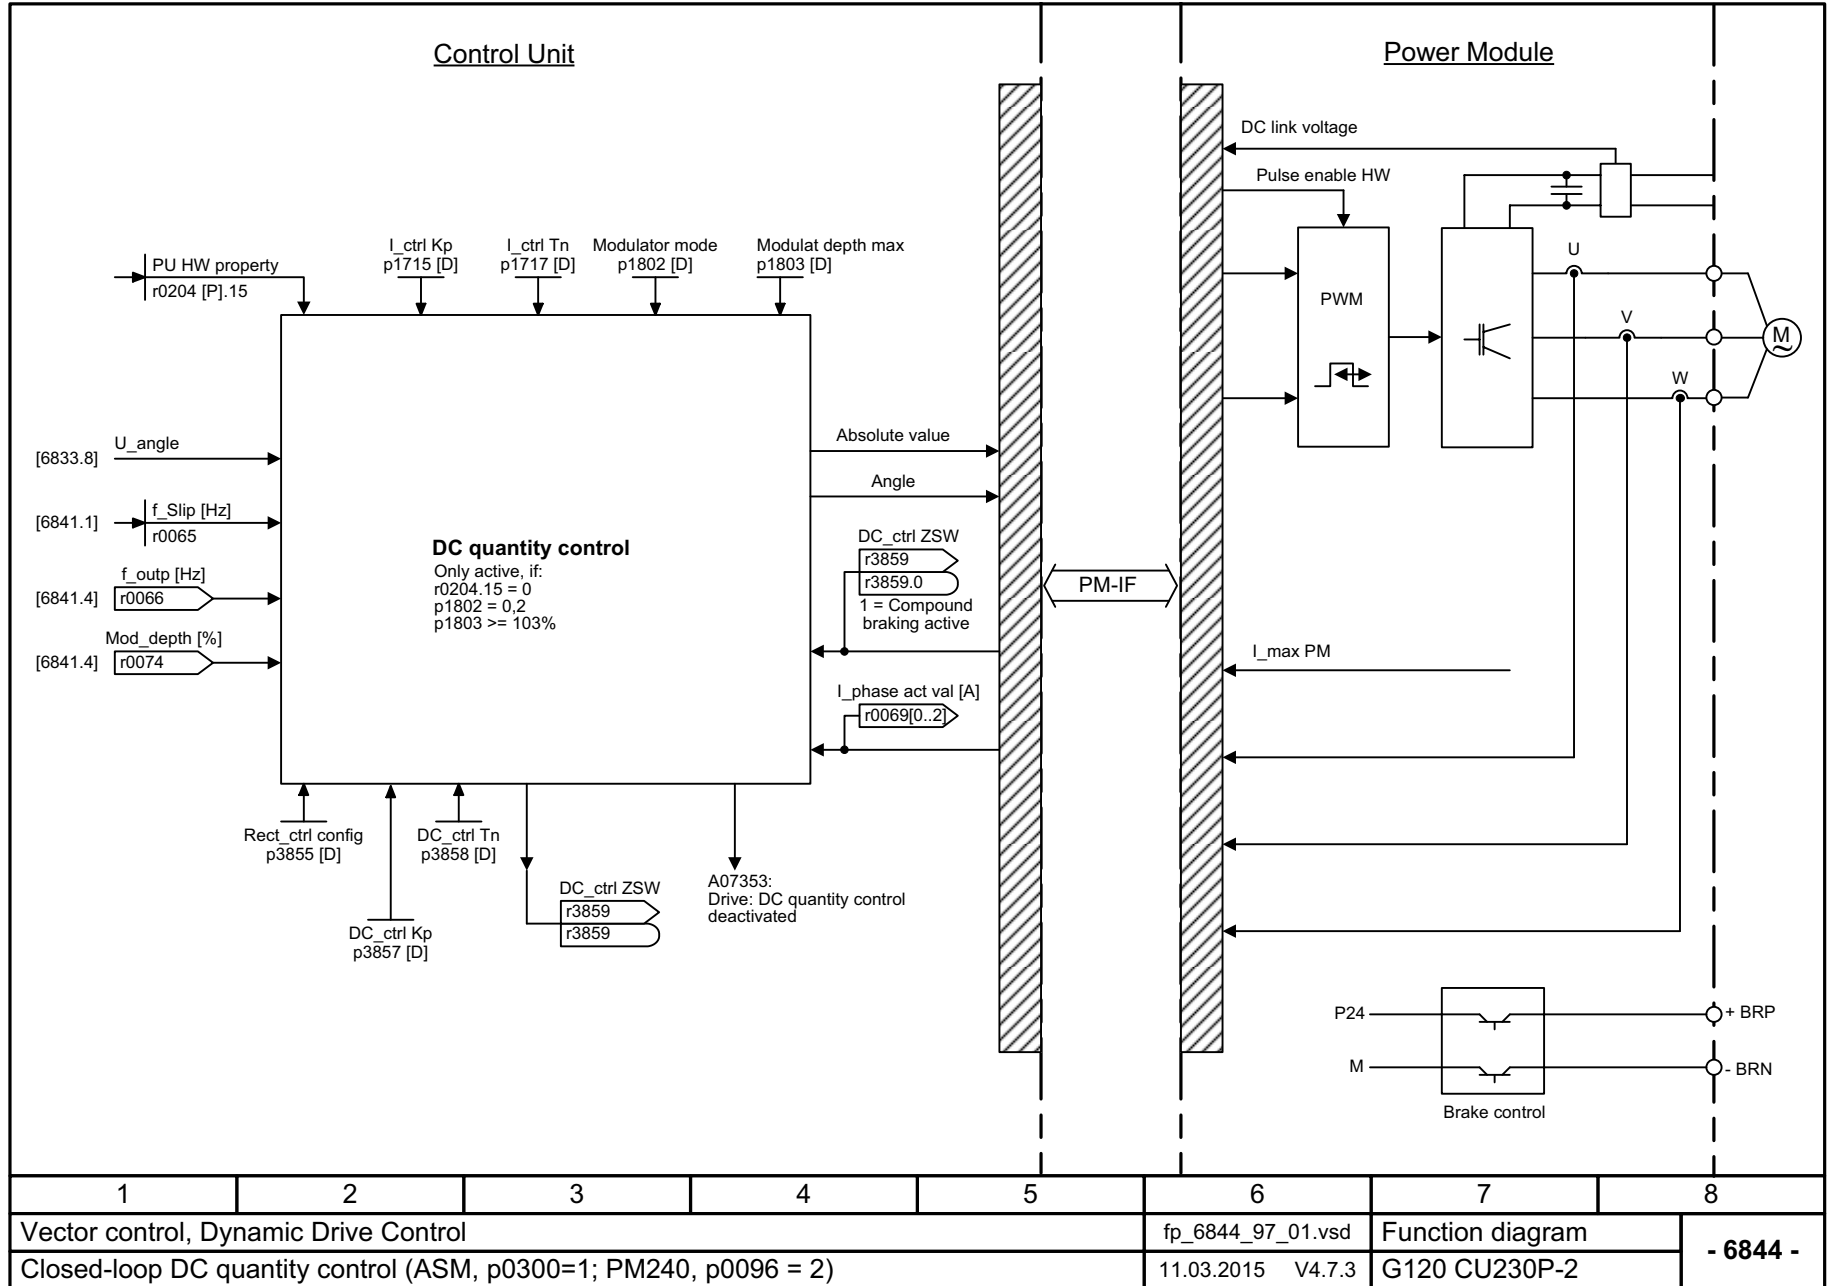 Control Unit
Power Module
DC link voltage
Pulse enable HW
PU HW property
r0204 [P].15
I_ctrl Kp
p1715 [D]
I_ctrl Tn
p1717 [D]
Modulator mode
p1802 [D]
Modulat depth max
p1803 [D]
U
PWM
V
M
~
W
[6833.8]
U_angle
[6841.1]
f_Slip [Hz]
r0065
[6841.4]
f_outp [Hz]
r0066
[6841.4]
Mod_depth [%]
r0074
DC quantity control
Only active, if:
r0204.15 = 0
p1802 = 0,2
p1803 >= 103%
Absolute value
Angle
DC_ctrl ZSW
r3859
r3859.0
1 = Compound
braking active
I_phase act val [A]
r0069[0..2]
PM-IF
I_max PM
Rect_ctrl config
p3855 [D]
DC_ctrl Kp
p3857 [D]
DC_ctrl Tn
p3858 [D]
DC_ctrl ZSW
r3859
r3859
A07353:
Drive: DC quantity control
deactivated
P24
+ BRP
M
- BRN
Brake control
1 2 3 4 5 6 7 8
Vector control, Dynamic Drive Control
fp_6844_97_01.vsd
Function diagram
- 6844 -
Closed-loop DC quantity control (ASM, p0300=1; PM240, p0096 = 2)
11.03.2015 V4.7.3
G120 CU230P-2